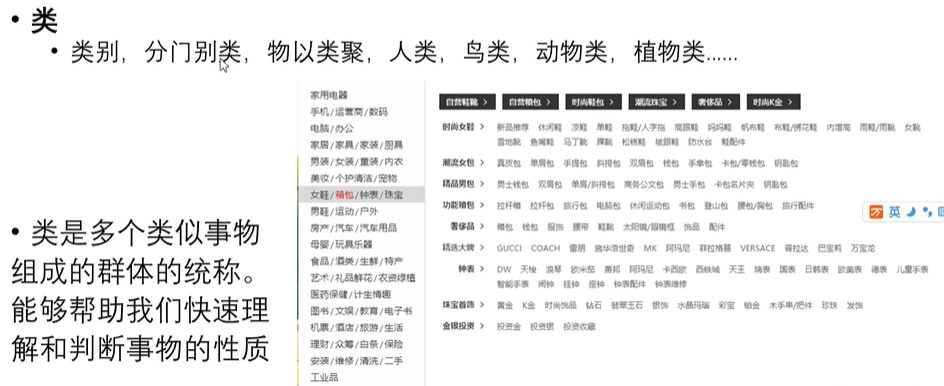 • 类
• 类别，分门别类，物以类聚，人类，鸟类，动物类，植物类......
• 类是多个类似事物
组成的群体的统称。
能够帮助我们快速理
解和判断事物的性质
家用电器
手机 / 运营商 / 数码
电脑 / 办公
家居 / 家具 / 家装 / 厨具
男装 / 女装 / 童装 / 内衣
美妆 / 个护清洁 / 宠物
女鞋 / 箱包 / 钟表 / 珠宝
男鞋 / 运动 / 户外
房产 / 汽车 / 汽车用品
母婴 / 玩具乐器
食品 / 酒类 / 生鲜 / 特产
艺术 / 礼品鲜花 / 农资绿植
医药保健 / 计生情趣
图书 / 文娱 / 教育 / 电子书
机票 / 酒店 / 旅游 / 生活
理财 / 众筹 / 白条 / 保险
安装 / 维修 / 清洗 / 二手
工业品
自营鞋靴 > 自营箱包 > 时尚鞋包 > 潮流珠宝 > 奢侈品 > 时尚K金 >
时尚女鞋 > 新品推荐 休闲鞋 凉鞋 单鞋 拖鞋/人字拖 高跟鞋 妈妈鞋 帆布鞋 布鞋/绣花鞋 内增高 雨鞋/雨靴 女靴
雪地靴 鱼嘴鞋 马丁靴 踝靴 松糕鞋 坡跟鞋 防水台 鞋配件
潮流女包 > 真皮包 单肩包 手提包 斜挎包 双肩包 钱包 手拿包 卡包/零钱包 钥匙包
精品男包 > 男士钱包 双肩包 单肩/斜挎包 商务公文包 男士手包 卡包名片夹 钥匙包
功能箱包 > 拉杆箱 拉杆包 旅行包 电脑包 休闲运动包 书包 登山包 腰包/胸包 旅行配件
奢侈品 > 箱包 钱包 服饰 腰带 鞋靴 太阳镜/眼镜框 饰品 配件
精选大牌 > GUCCI COACH 雷朋 施华洛世奇 MK 阿玛尼 菲拉格慕 VERSACE 普拉达 巴宝莉 万宝龙
钟表 > DW 天梭 浪琴 欧米茄 萧邦 阿玛尼 卡西欧 西铁城 天王 瑞表 国表 日韩表 欧美表 德表 儿童手表
智能手表 闹钟 挂钟 座钟 钟表配件 钟表维修
珠宝首饰 > 黄金 K金 时尚饰品 钻石 翡翠玉石 银饰 水晶玛瑙 彩宝 铂金 木手串/把件 珍珠 发饰
金银投资 > 投资金 投资银 投资收藏
英